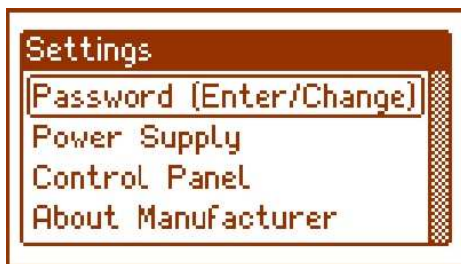 Settings
Password (Enter/Change)
Power Supply
Control Panel
About Manufacturer